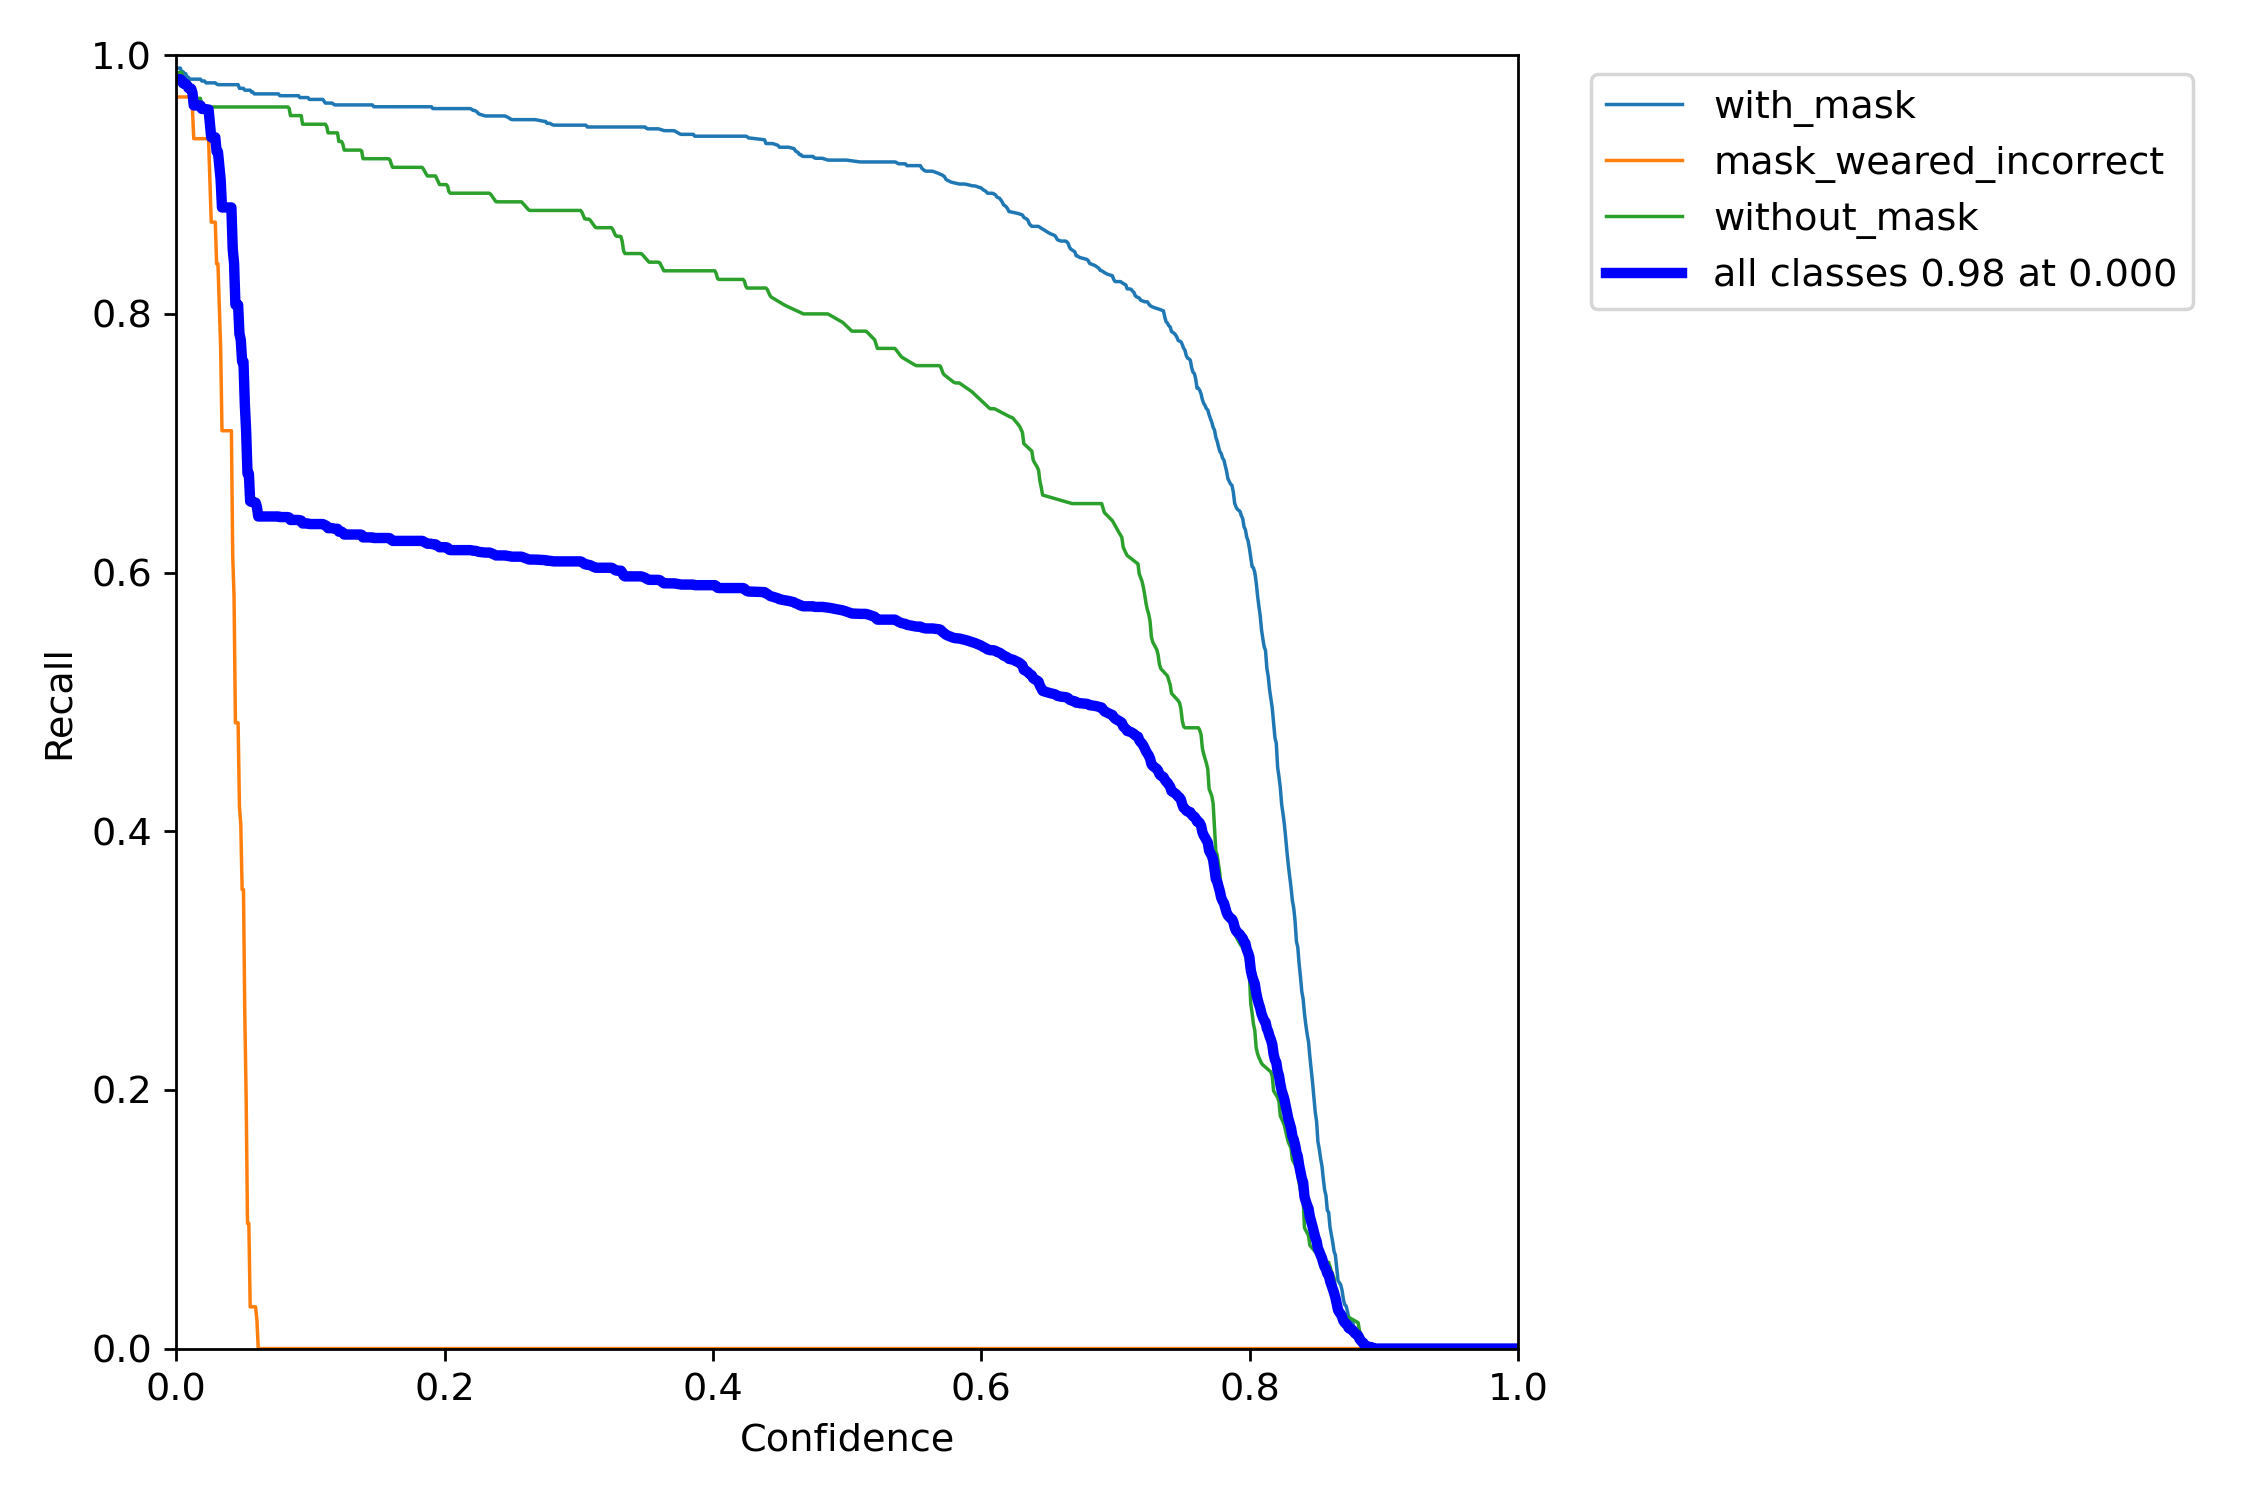 1.0
0.8
0.6
0.4
0.2
0.0
Recall
0.0 0.2 0.4 0.6 0.8 1.0
Confidence
with_mask
mask_weared_incorrect
without_mask
all classes 0.98 at 0.000